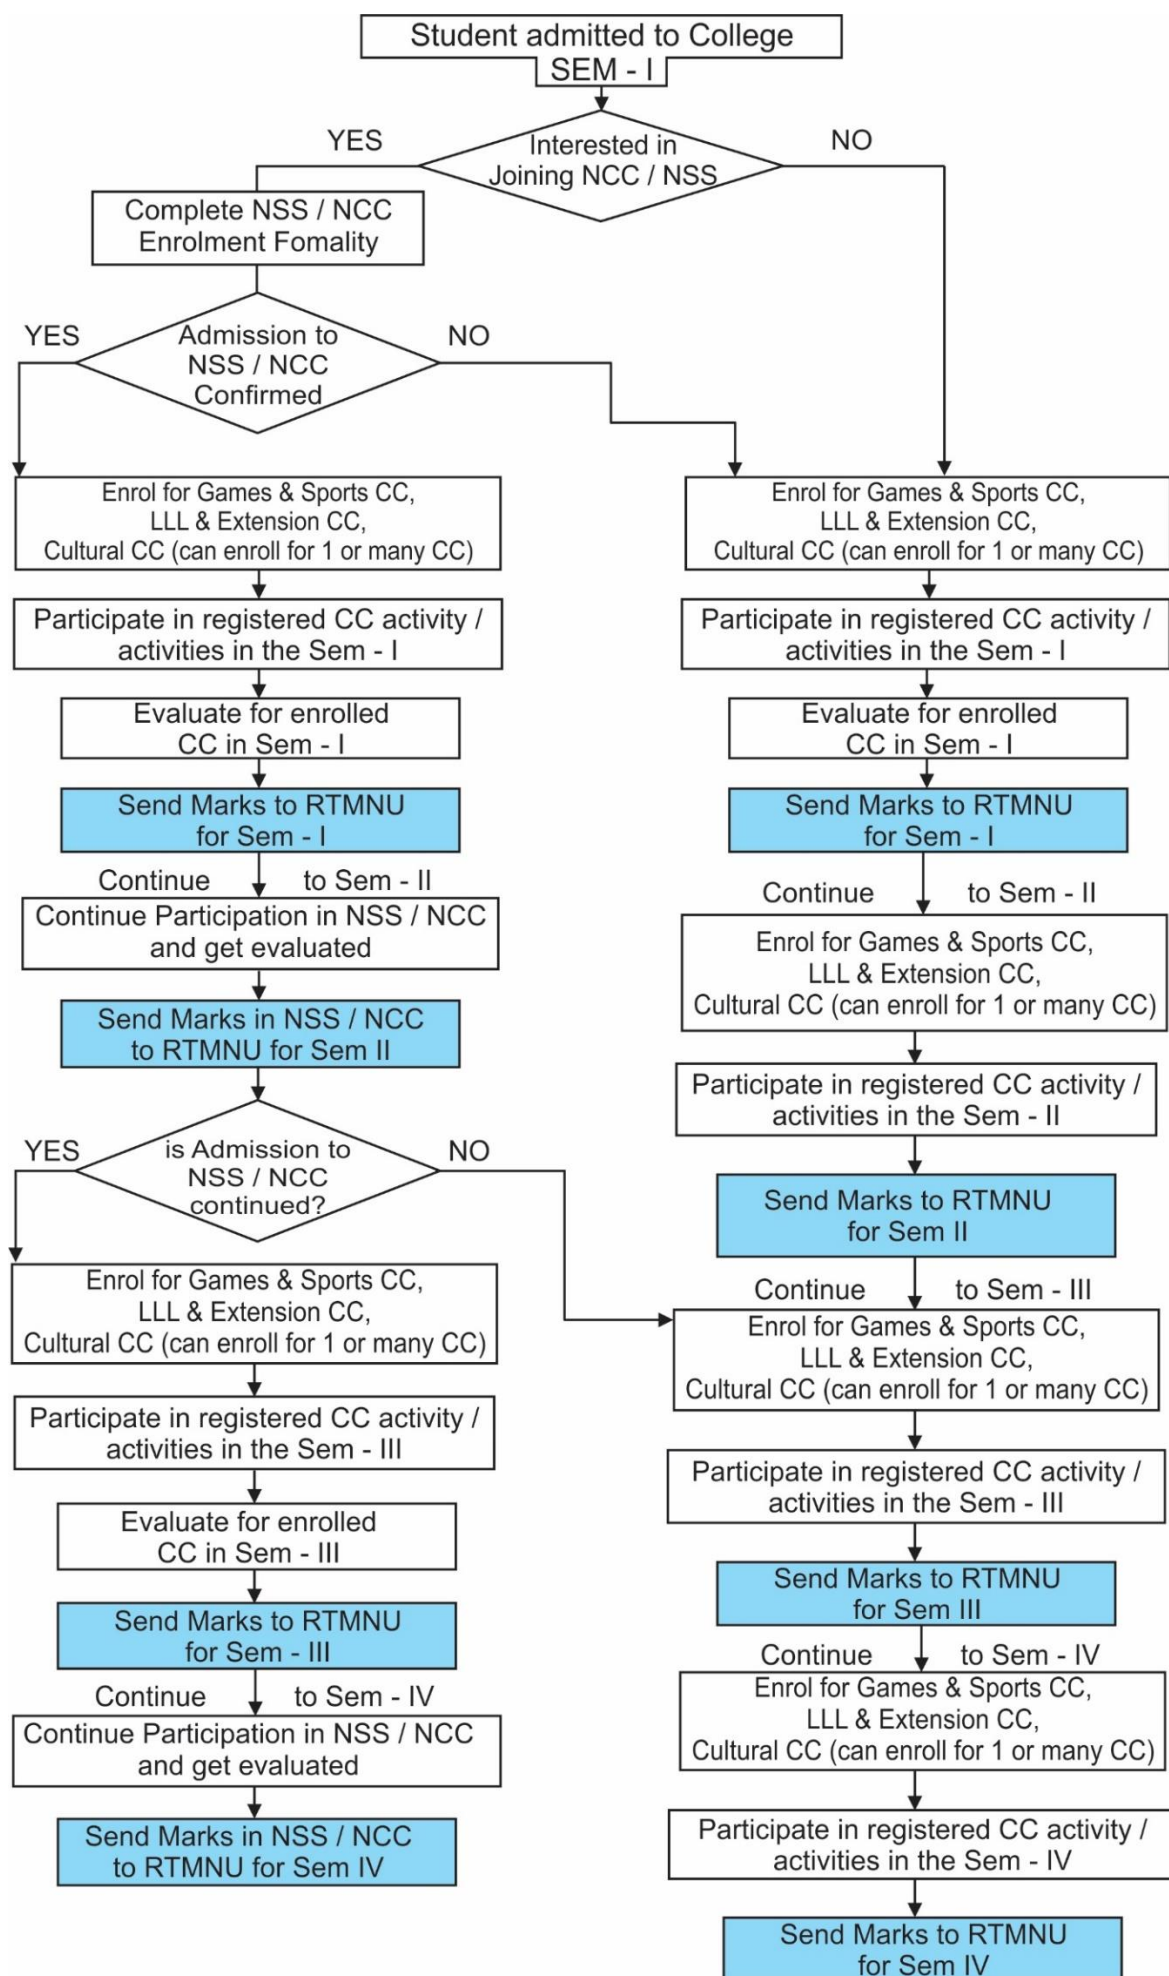 Student admitted to College
SEM - I
Interested in
Joining NCC / NSS
YES
NO
Complete NSS / NCC
Enrolment Fomality
Admission to
NSS / NCC
Confirmed
YES
NO
Enrol for Games & Sports CC,
LLL & Extension CC,
Cultural CC (can enroll for 1 or many CC)
Participate in registered CC activity /
activities in the Sem - I
Evaluate for enrolled
CC in Sem - I
Send Marks to RTMNU
for Sem - I
Continue to Sem - II
Continue Participation in NSS / NCC
and get evaluated
Send Marks in NSS / NCC
to RTMNU for Sem II
is Admission to
NSS / NCC
continued?
YES
NO
Enrol for Games & Sports CC,
LLL & Extension CC,
Cultural CC (can enroll for 1 or many CC)
Participate in registered CC activity /
activities in the Sem - III
Evaluate for enrolled
CC in Sem - III
Send Marks to RTMNU
for Sem - III
Continue to Sem - IV
Continue Participation in NSS / NCC
and get evaluated
Send Marks in NSS / NCC
to RTMNU for Sem IV
Enrol for Games & Sports CC,
LLL & Extension CC,
Cultural CC (can enroll for 1 or many CC)
Participate in registered CC activity /
activities in the Sem - I
Evaluate for enrolled
CC in Sem - I
Send Marks to RTMNU
for Sem - I
Continue to Sem - II
Enrol for Games & Sports CC,
LLL & Extension CC,
Cultural CC (can enroll for 1 or many CC)
Participate in registered CC activity /
activities in the Sem - II
Send Marks to RTMNU
for Sem II
Continue to Sem - III
Enrol for Games & Sports CC,
LLL & Extension CC,
Cultural CC (can enroll for 1 or many CC)
Participate in registered CC activity /
activities in the Sem - III
Send Marks to RTMNU
for Sem III
Continue to Sem - IV
Enrol for Games & Sports CC,
LLL & Extension CC,
Cultural CC (can enroll for 1 or many CC)
Participate in registered CC activity /
activities in the Sem - IV
Send Marks to RTMNU
for Sem IV